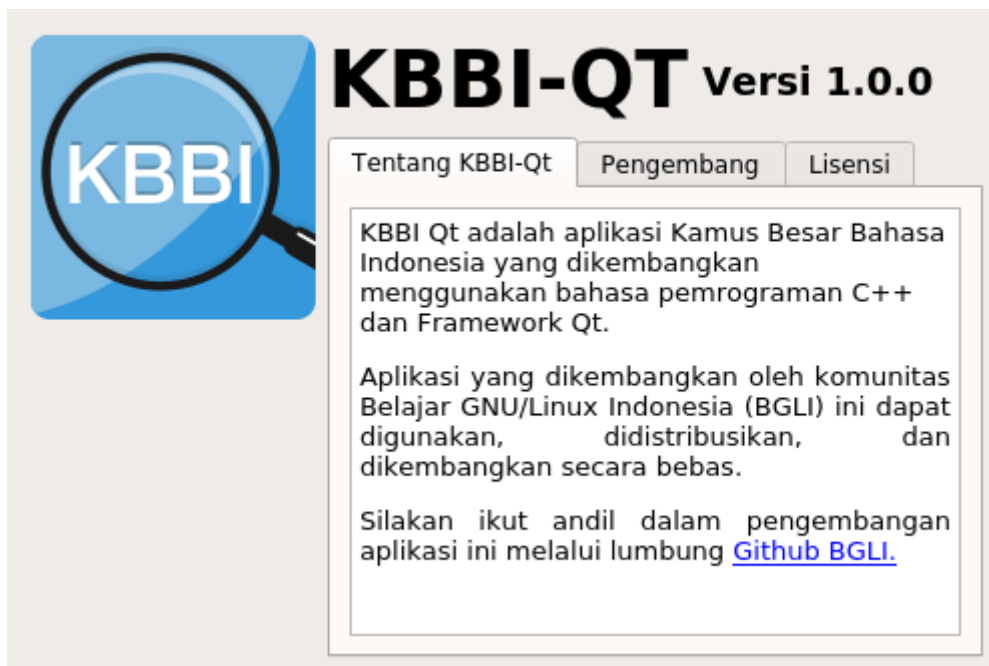 KBBI
KBBI-QT Versi 1.0.0
Tentang KBBI-Qt Pengembang Lisensi
KBBI Qt adalah aplikasi Kamus Besar Bahasa
Indonesia yang dikembangkan
menggunakan bahasa pemrograman C++
dan Framework Qt.
Aplikasi yang dikembangkan oleh komunitas
Belajar GNU/Linux Indonesia (BGLI) ini dapat
digunakan, didistribusikan, dan
dikembangkan secara bebas.
Silakan ikut andil dalam pengembangan
aplikasi ini melalui lumbung Github BGLI.